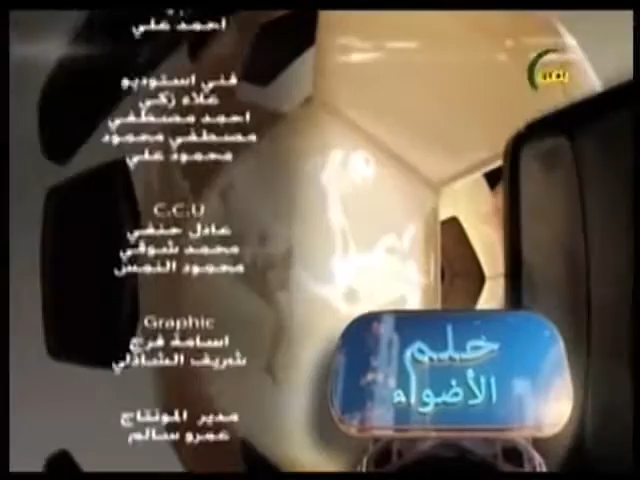 احمد علي
فني استوديو
علاء زكي
احمد مصطفي
مصطفي محمود
محمود علي
C.C.U
عادل حنفي
محمد شوقي
محمود النمس
Graphic
اسامة فرج
شريف الشاذلي
مدير المونتاج
عمرو سالم
حلم
الأضواء